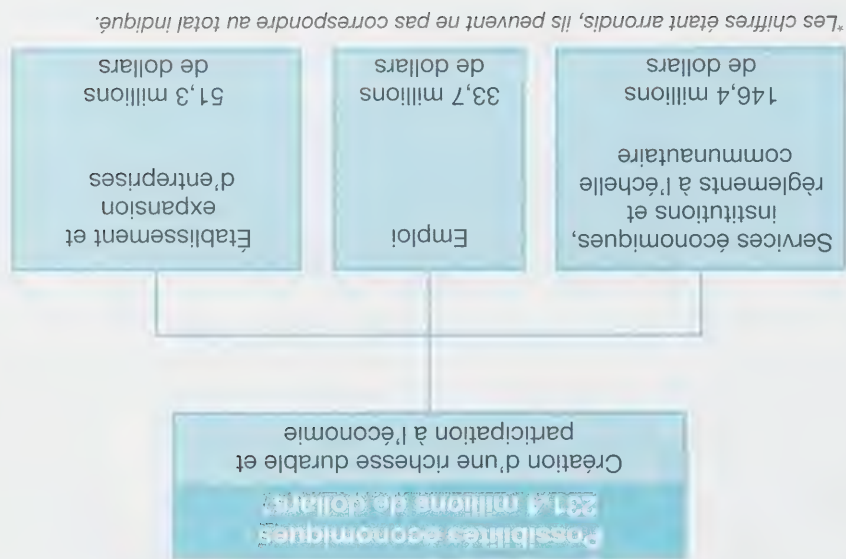 Possibilités économiques
231,4 millions de dollars*
Création d'une richesse durable et
participation à l'économie
Services économiques,
institutions et
règlements à l'échelle
communautaire
146,4 millions
de dollars
Emploi
33,7 millions
de dollars
Établissement et
expansion
d'entreprises
51,3 millions
de dollars
*Les chiffres étant arrondis, ils peuvent ne pas correspondre au total indiqué.